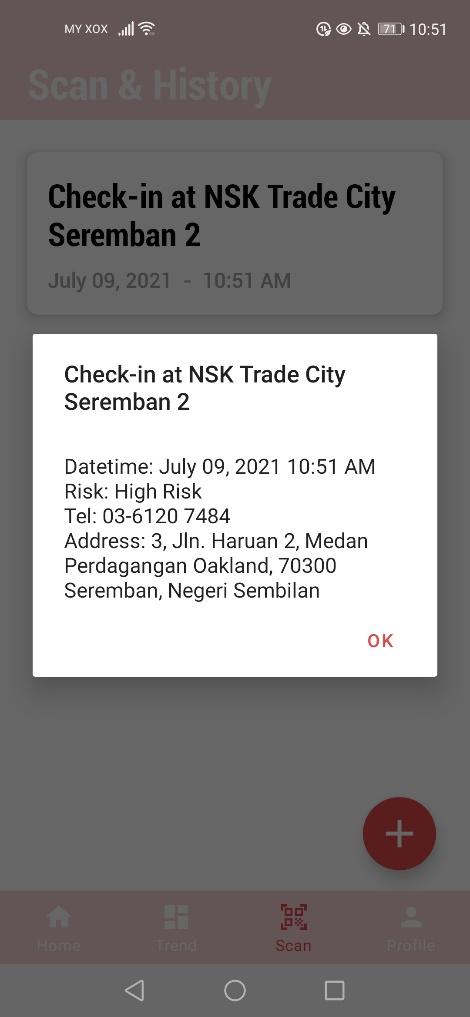 MY XOX
71
10:51
Scan & History
Check-in at NSK Trade City
Seremban 2
July 09, 2021 - 10:51 AM
Check-in at NSK Trade City
Seremban 2
Datetime: July 09, 2021 10:51 AM
Risk: High Risk
Tel: 03-6120 7484
Address: 3, Jln. Haruan 2, Medan
Perdagangan Oakland, 70300
Seremban, Negeri Sembilan
OK
Home
Trend
Scan
Profile